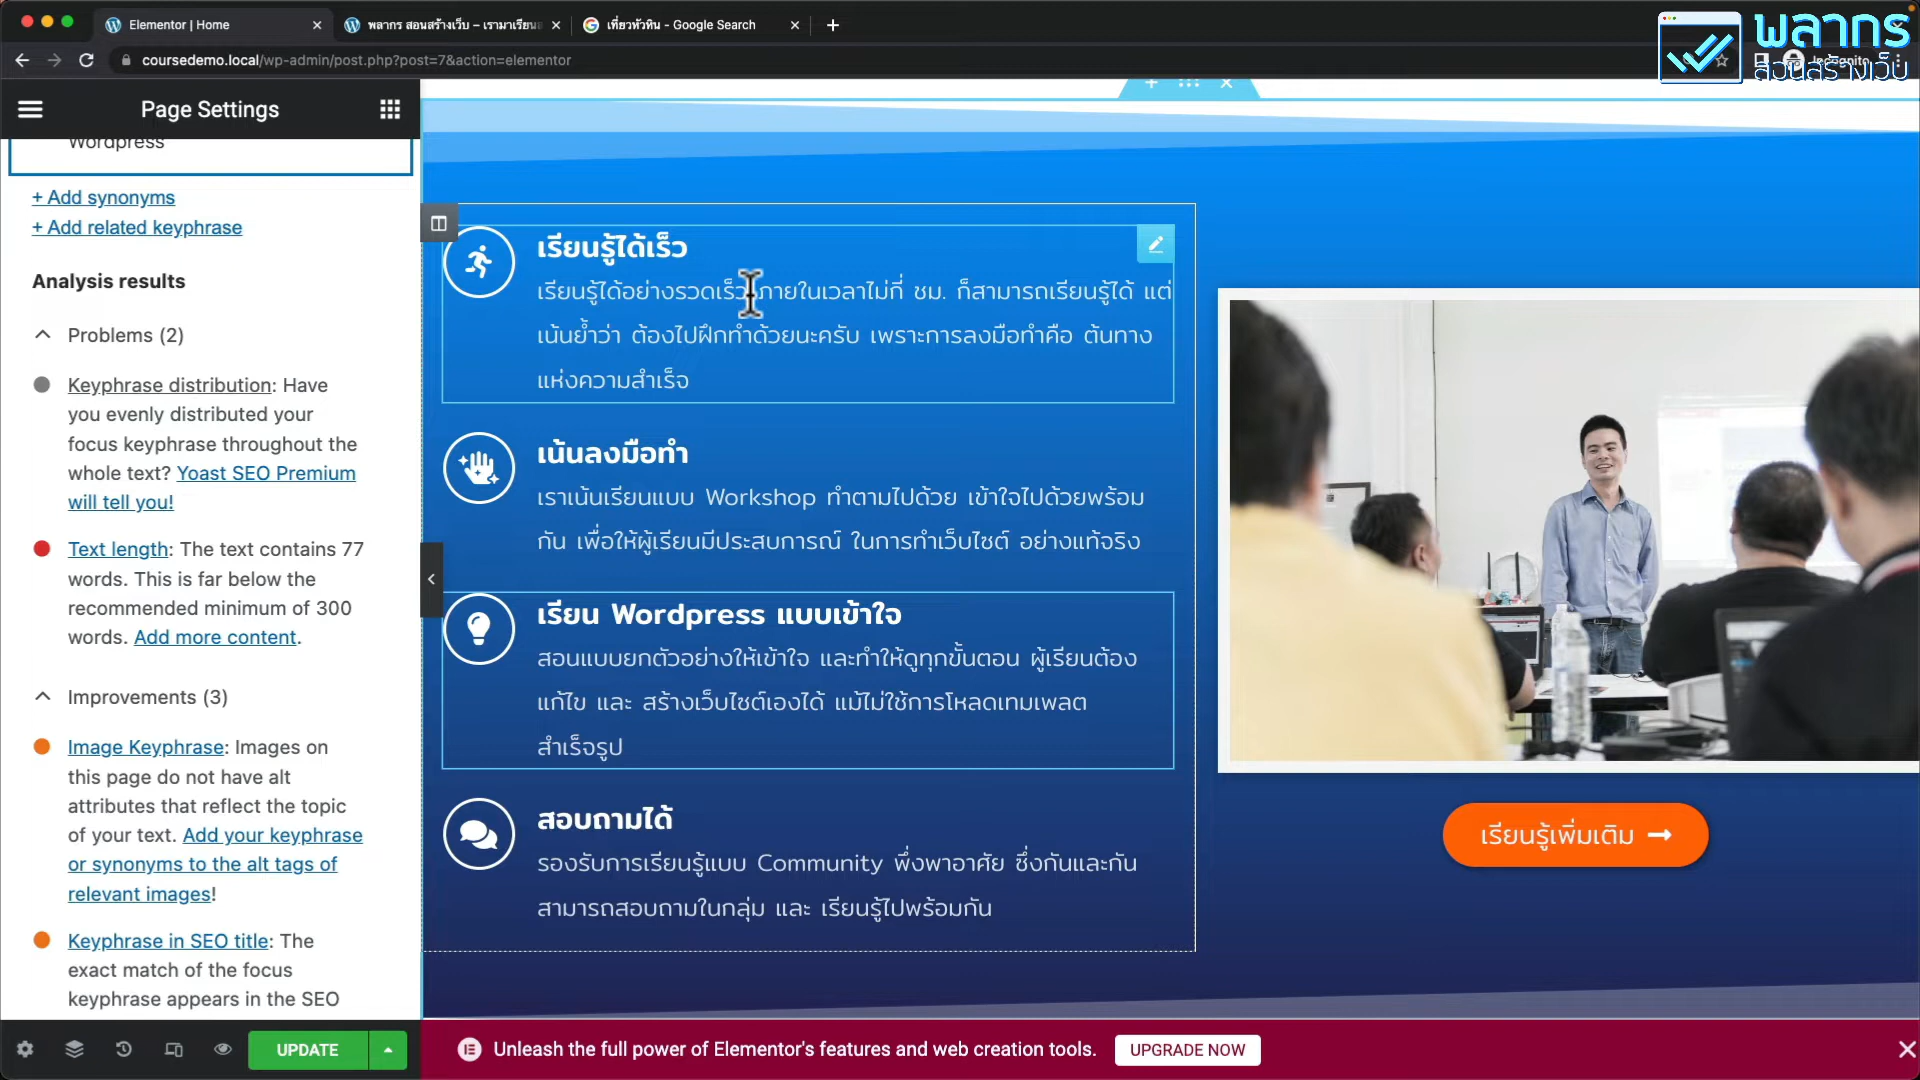 Elementor | Home
พลากร สอนสร้างเว็บ – เรามาเรียน
เที่ยวหัวหิน - Google Search
พลากร
สอนสร้างเว็บ
coursedemo.local/wp-admin/post.php?post=7&action=elementor
Page Settings
Wordpress
+ Add synonyms
+ Add related keyphrase
Analysis results
Problems (2)
Keyphrase distribution: Have
you evenly distributed your
focus keyphrase throughout the
whole text? Yoast SEO Premium
will tell you!
Text length: The text contains 77
words. This is far below the
recommended minimum of 300
words. Add more content.
Improvements (3)
Image Keyphrase: Images on
this page do not have alt
attributes that reflect the topic
of your text. Add your keyphrase
or synonyms to the alt tags of
relevant images!
Keyphrase in SEO title: The
exact match of the focus
keyphrase appears in the SEO
UPDATE
เรียนรู้ได้เร็ว
เรียนรู้ได้อย่างรวดเร็ว ภายในเวลาไม่กี่ ชม. ก็สามารถเรียนรู้ได้ แต่
เน้นย้ำว่า ต้องไปฝึกทำด้วยนะครับ เพราะการลงมือทำคือ ต้นทาง
แห่งความสำเร็จ
เน้นลงมือทำ
เราเน้นเรียนแบบ Workshop ทำตามไปด้วย เข้าใจไปด้วยพร้อม
กัน เพื่อให้ผู้เรียนมีประสบการณ์ ในการทำเว็บไซต์ อย่างแท้จริง
เรียน Wordpress แบบเข้าใจ
สอนแบบยกตัวอย่างให้เข้าใจ และทำให้ดูทุกขั้นตอน ผู้เรียนต้อง
แก้ไข และ สร้างเว็บไซต์เองได้ แม้ไม่ใช้การโหลดเทมเพลต
สำเร็จรูป
สอบถามได้
รองรับการเรียนรู้แบบ Community พึ่งพาอาศัย ซึ่งกันและกัน
สามารถสอบถามในกลุ่ม และ เรียนรู้ไปพร้อมกัน
เรียนรู้เพิ่มเติม
Unleash the full power of Elementor's features and web creation tools.
UPGRADE NOW